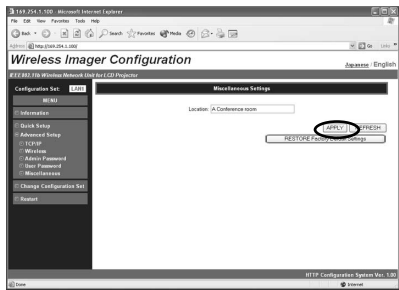 169.254.1.100 - Microsoft Internet Explorer
File Edit View Favorites Tools Help
Back Search Favorites Media
Address http://169.254.1.100/ Go Links
Wireless Imager Configuration
Japanese / English
IEEE802.11b Wireless Network Unit for LCD Projector
Configuration Set: LAN1
MENU
Information
Quick Setup
Advanced Setup
TCP/IP
Wireless
Admin Password
User Password
Miscellaneous
Change Configuration Set
Restart
Miscellaneous Settings
Location: A Conference room
APPLY REFRESH
RESTORE Factory Default Settings
HTTP Configuration System Ver. 1.00
Done Internet